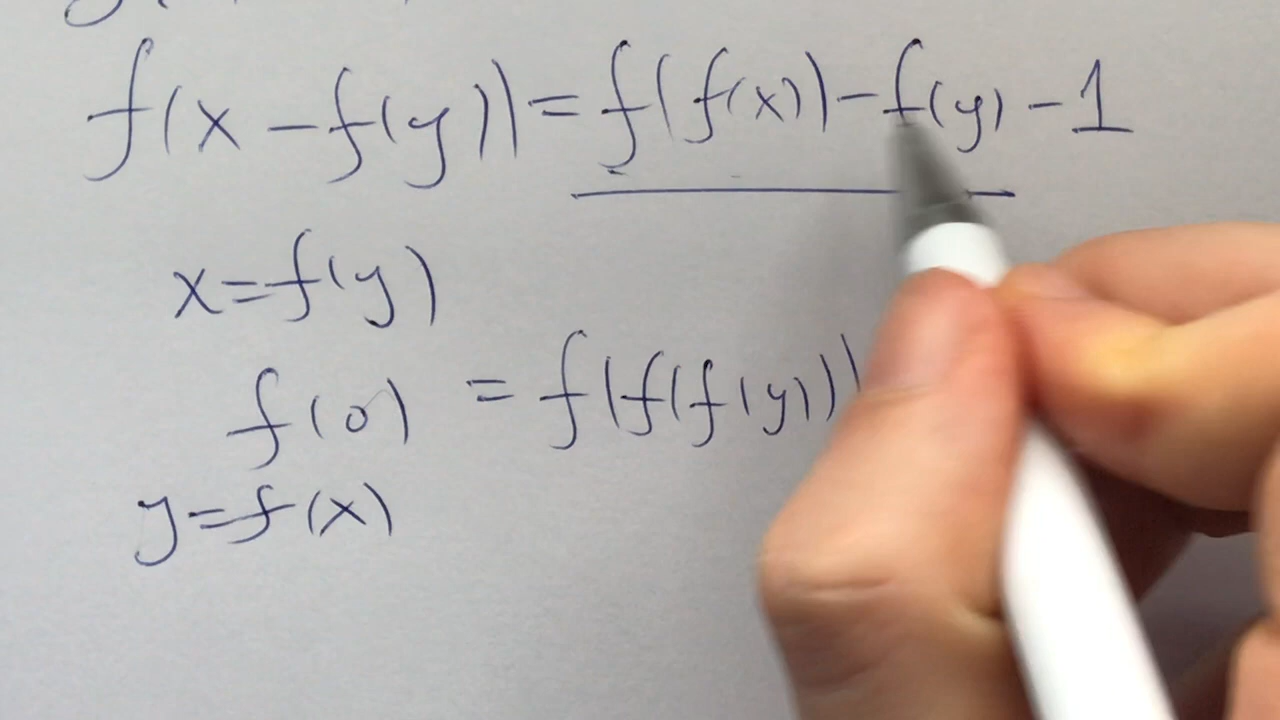 f(x-f(y))=f(f(x))-f(y)-1
x=f(y)
f(0) = f(f(f(y))
y=f(x)